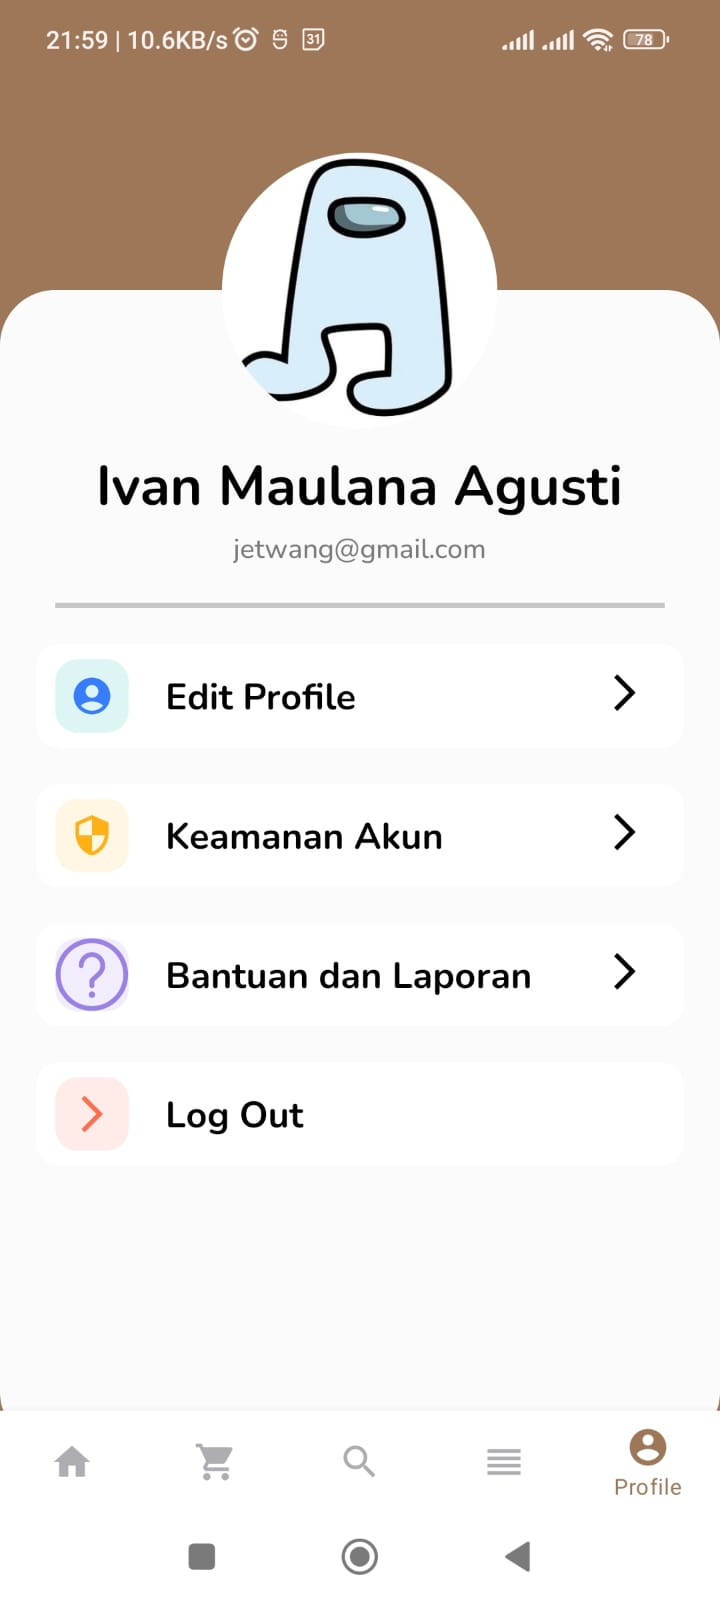 21:59 | 10.6KB/s 31 78
Ivan Maulana Agusti
jetwang@gmail.com
Edit Profile
Keamanan Akun
Bantuan dan Laporan
Log Out
Profile